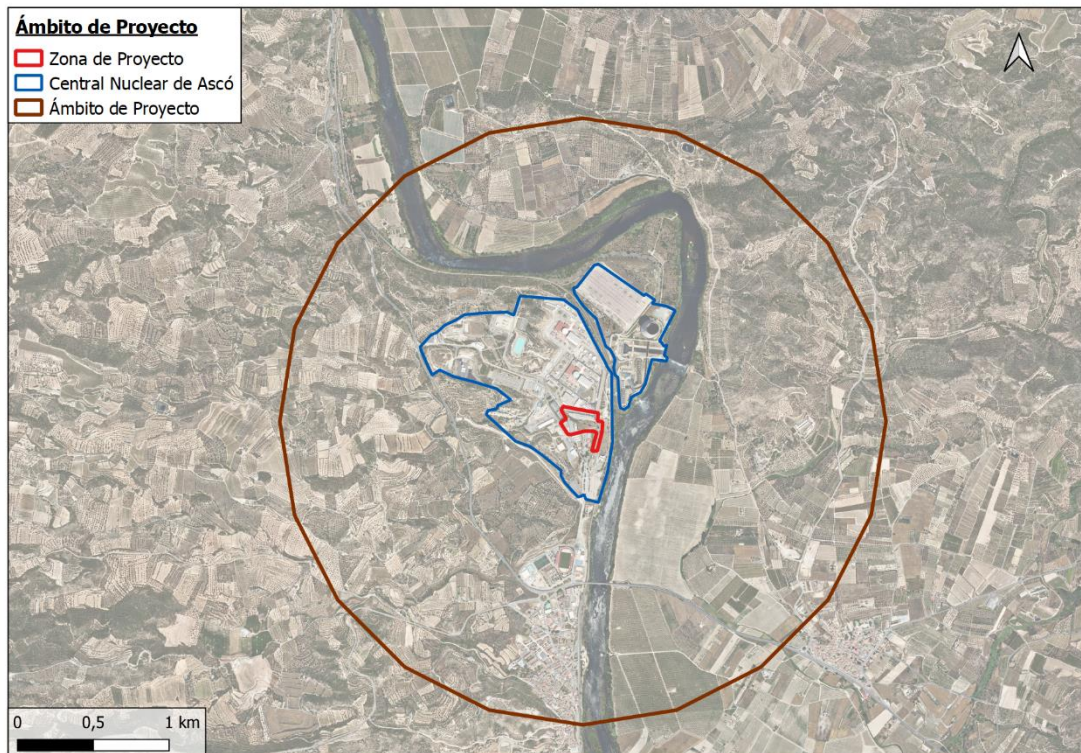 Ámbito de Proyecto
Zona de Proyecto
Central Nuclear de Ascó
Ámbito de Proyecto
0 0,5 1 km